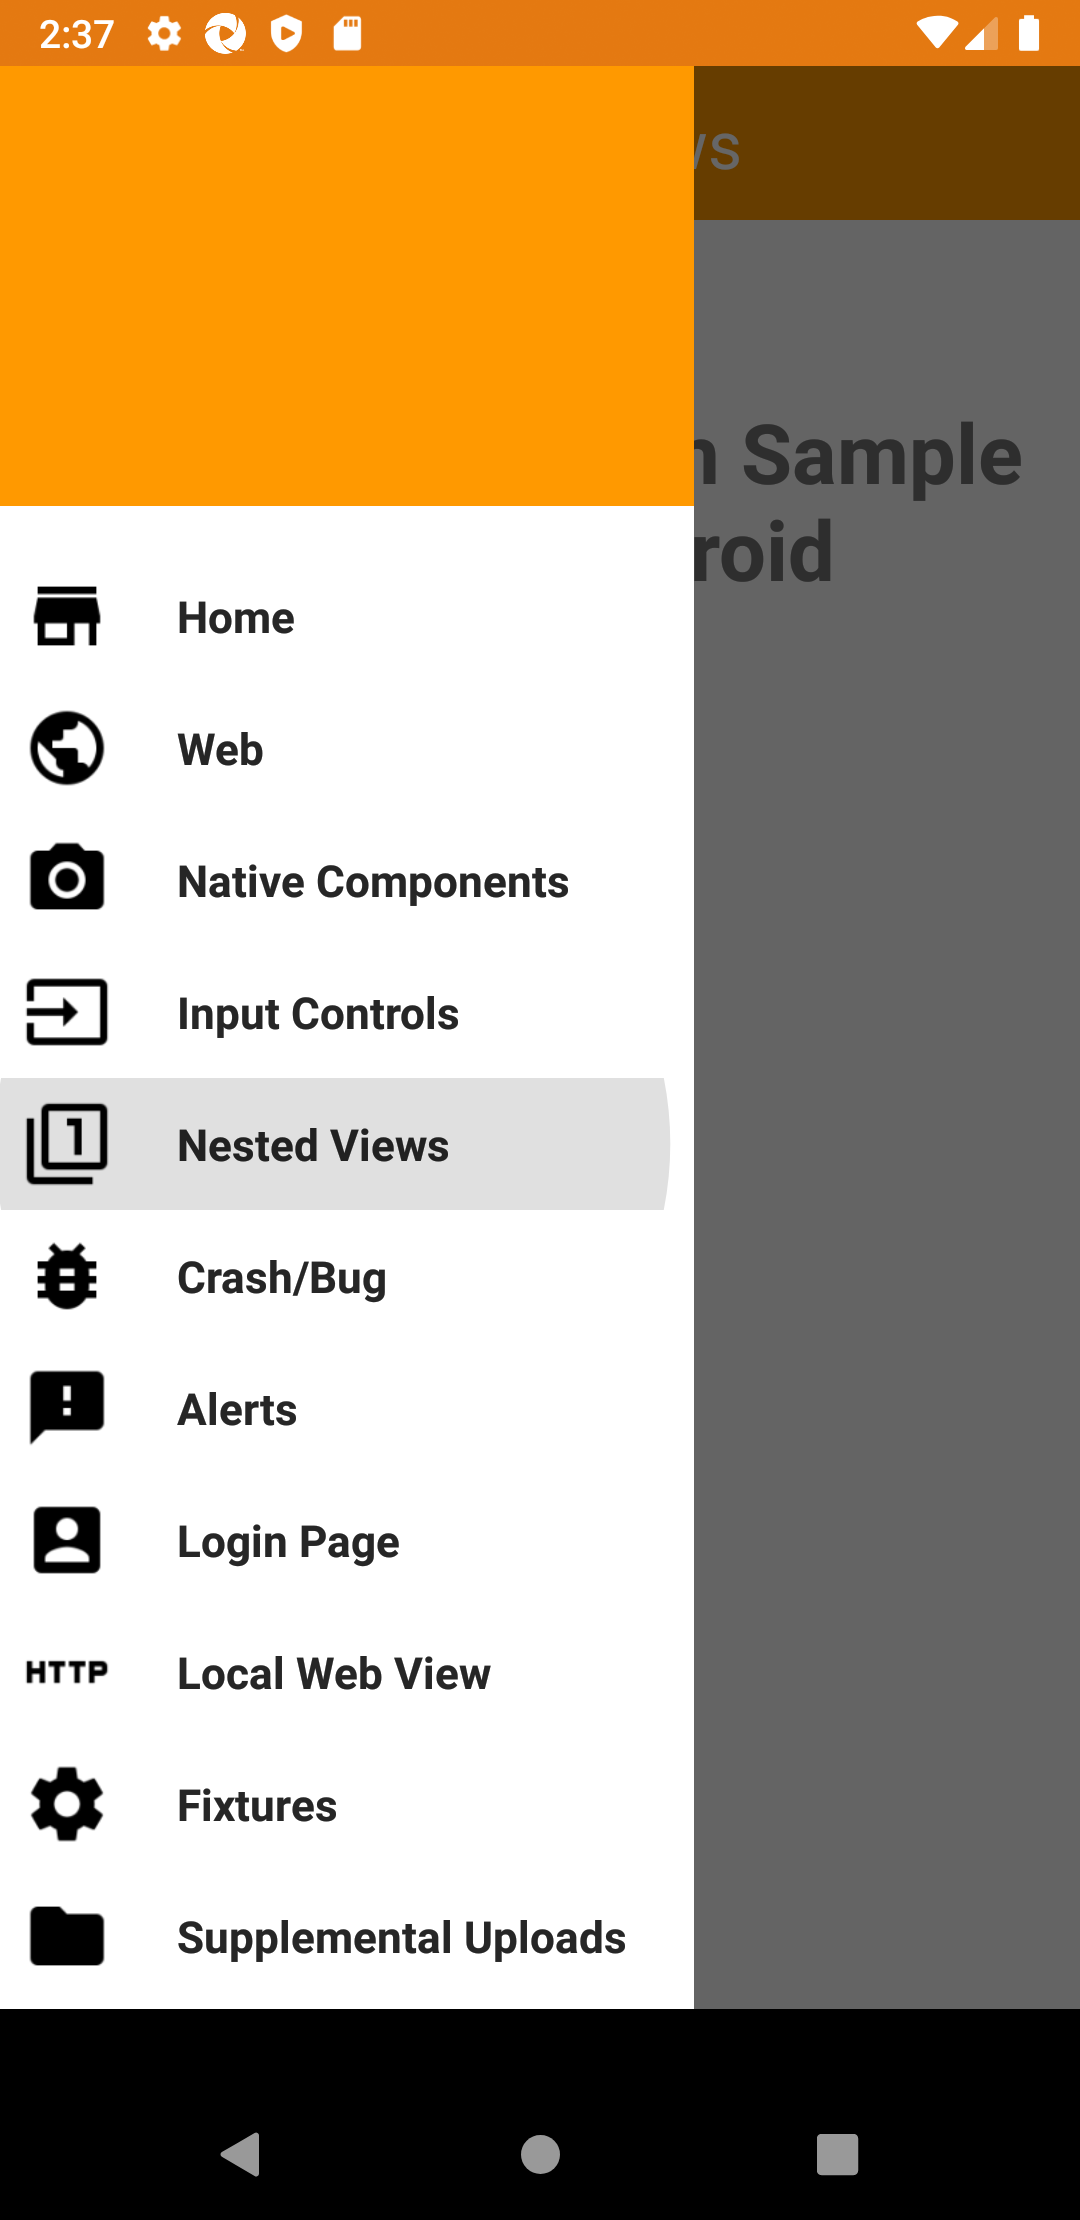 2:37
Sample
roid
Home
Web
Native Components
Input Controls
1
Nested Views
Crash/Bug
Alerts
Login Page
HTTP
Local Web View
Fixtures
Supplemental Uploads